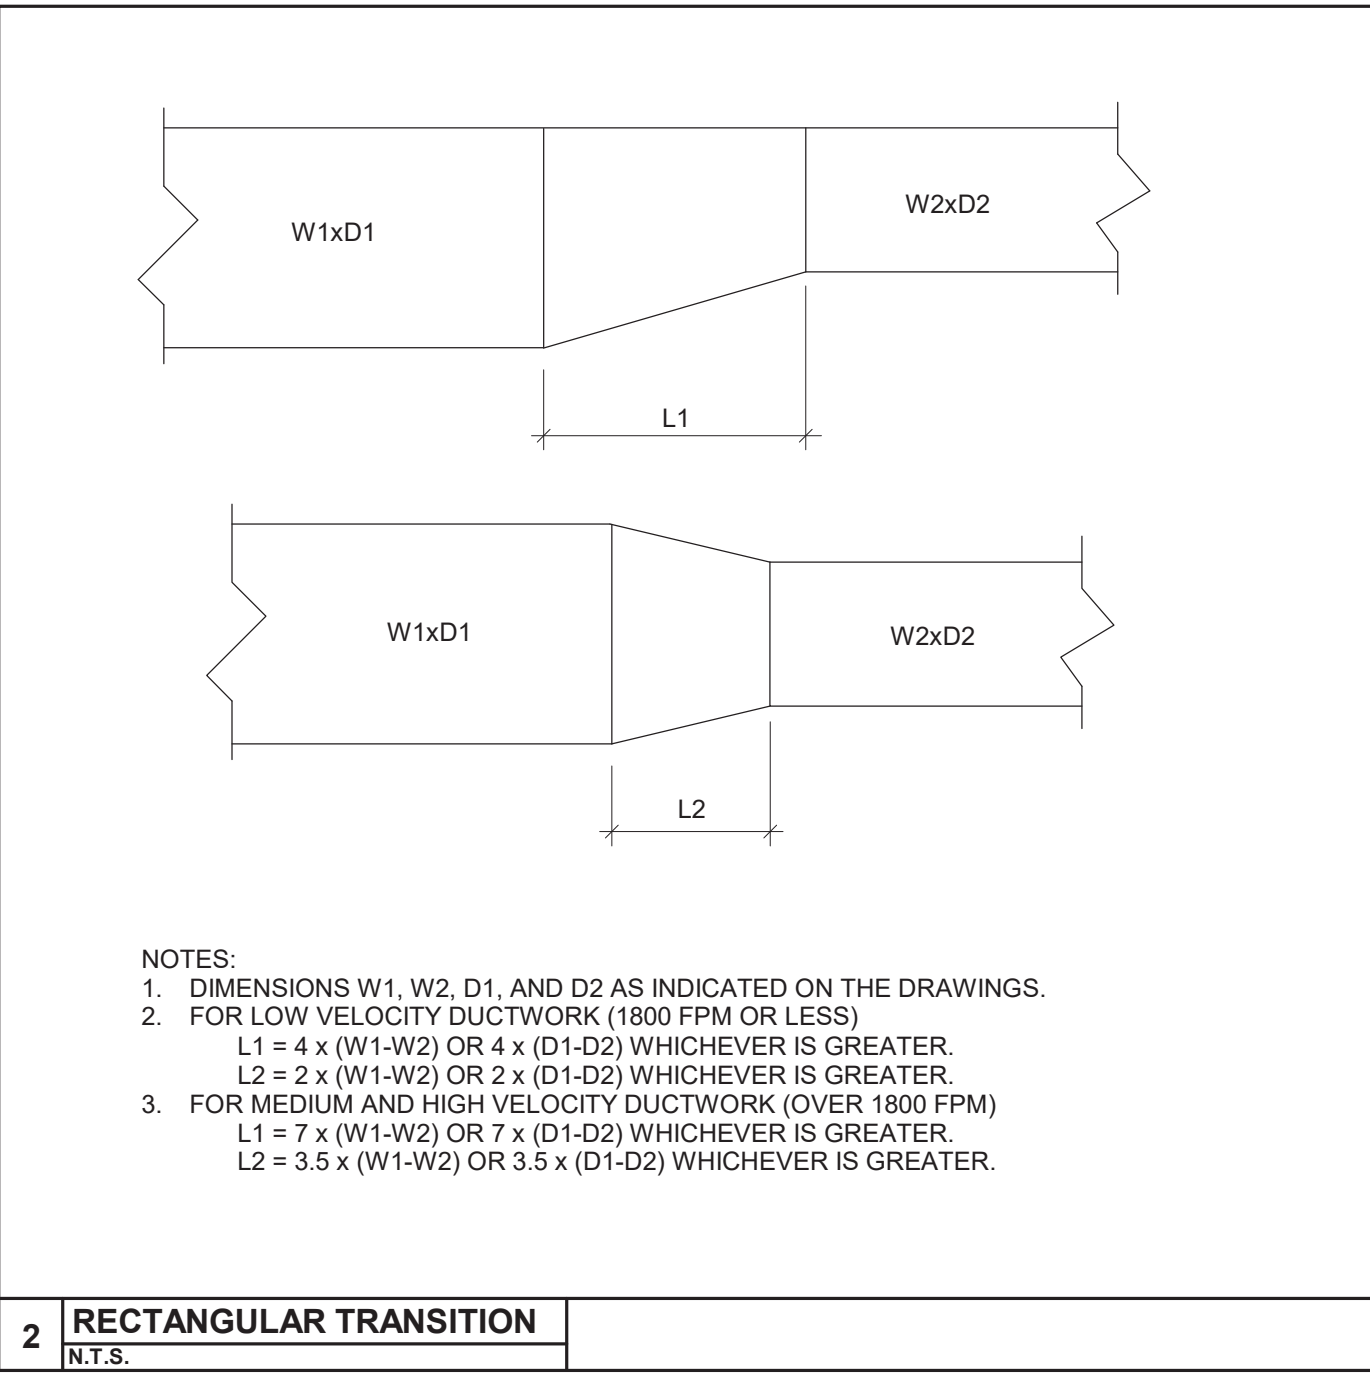 W1xD1
W2xD2
L1
W1xD1
W2xD2
L2
NOTES:
1. DIMENSIONS W1, W2, D1, AND D2 AS INDICATED ON THE DRAWINGS.
2. FOR LOW VELOCITY DUCTWORK (1800 FPM OR LESS)
L1 = 4 x (W1-W2) OR 4 x (D1-D2) WHICHEVER IS GREATER.
L2 = 2 x (W1-W2) OR 2 x (D1-D2) WHICHEVER IS GREATER.
3. FOR MEDIUM AND HIGH VELOCITY DUCTWORK (OVER 1800 FPM)
L1 = 7 x (W1-W2) OR 7 x (D1-D2) WHICHEVER IS GREATER.
L2 = 3.5 x (W1-W2) OR 3.5 x (D1-D2) WHICHEVER IS GREATER.
2
RECTANGULAR TRANSITION
N.T.S.